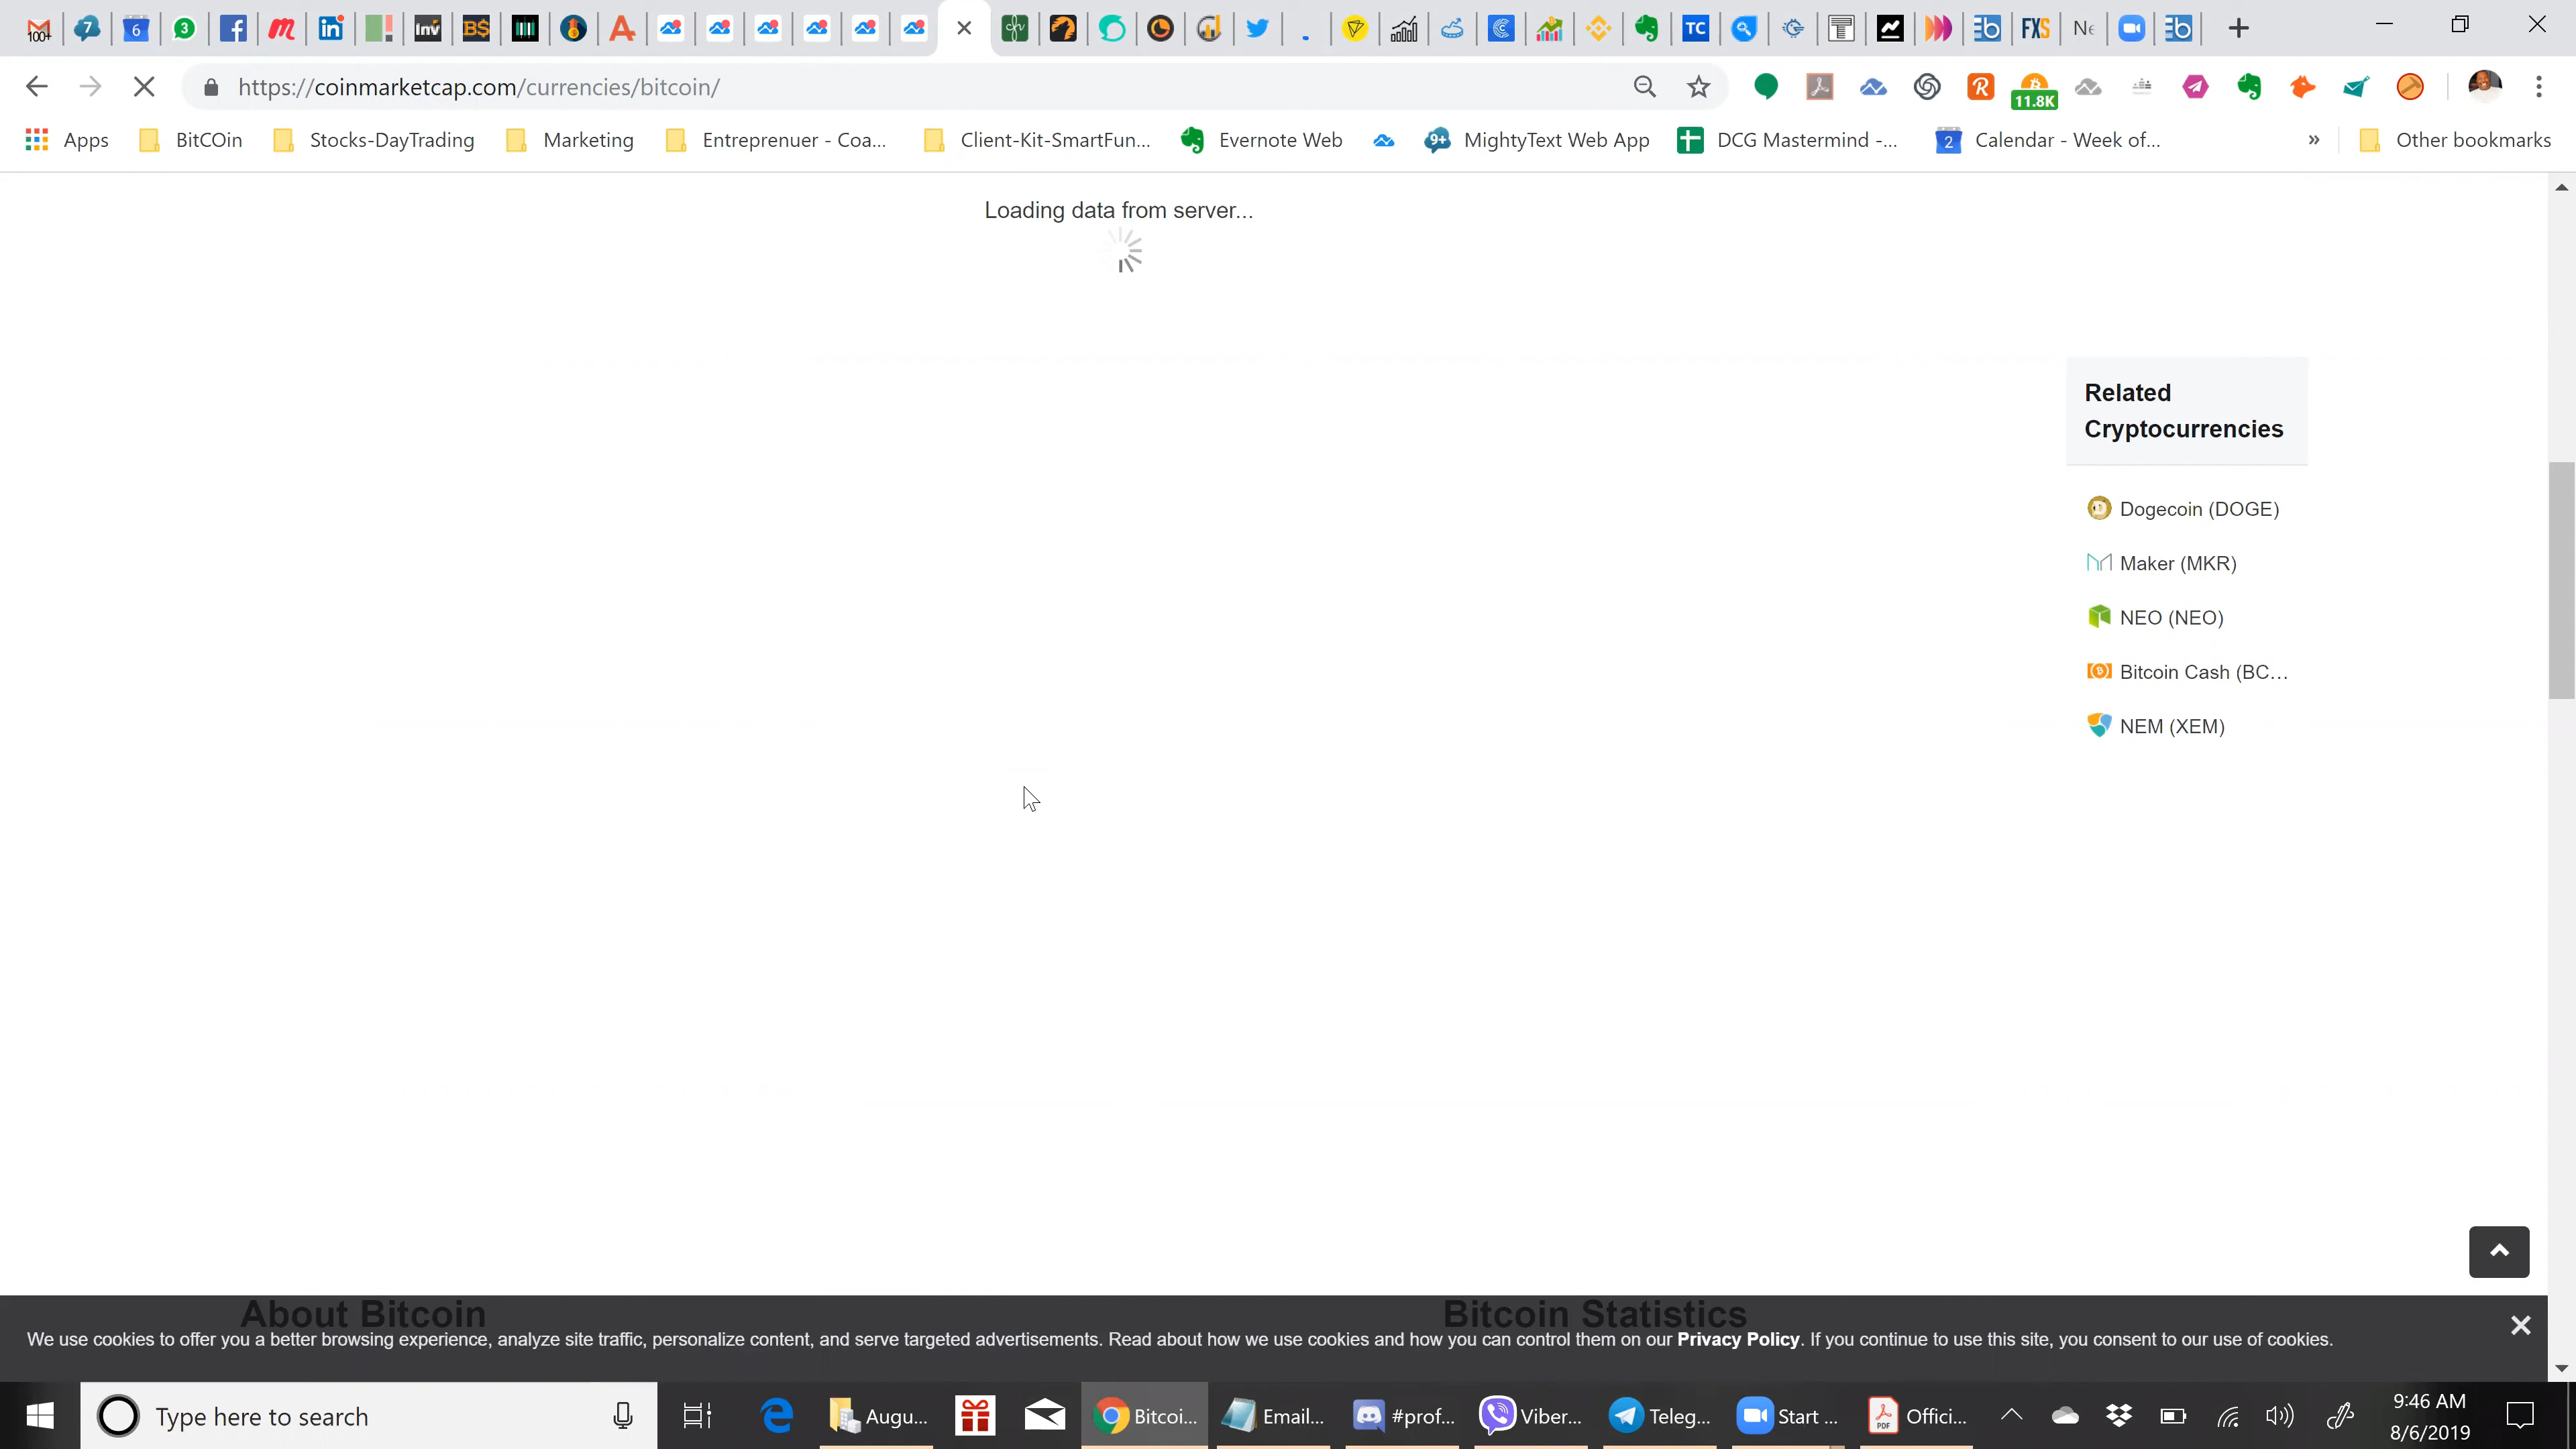 100+
7
6
3
in
Inv
B$
TC
FXS
Ne
https://coinmarketcap.com/currencies/bitcoin/
11.8K
Apps
BitCOin
Stocks-DayTrading
Marketing
Entreprenuer - Coa...
Client-Kit-SmartFun...
Evernote Web
9+
MightyText Web App
DCG Mastermind -...
2
Calendar - Week of...
»
Other bookmarks
Loading data from server...
Related
Cryptocurrencies
Dogecoin (DOGE)
Maker (MKR)
NEO (NEO)
Bitcoin Cash (BC...
NEM (XEM)
About Bitcoin
Bitcoin Statistics
We use cookies to offer you a better browsing experience, analyze site traffic, personalize content, and serve targeted advertisements. Read about how we use cookies and how you can control them on our Privacy Policy. If you continue to use this site, you consent to our use of cookies.
Type here to search
Augu...
Bitcoi...
Email...
#prof...
Viber...
Teleg...
Start ...
PDF
Offici...
9:46 AM
8/6/2019